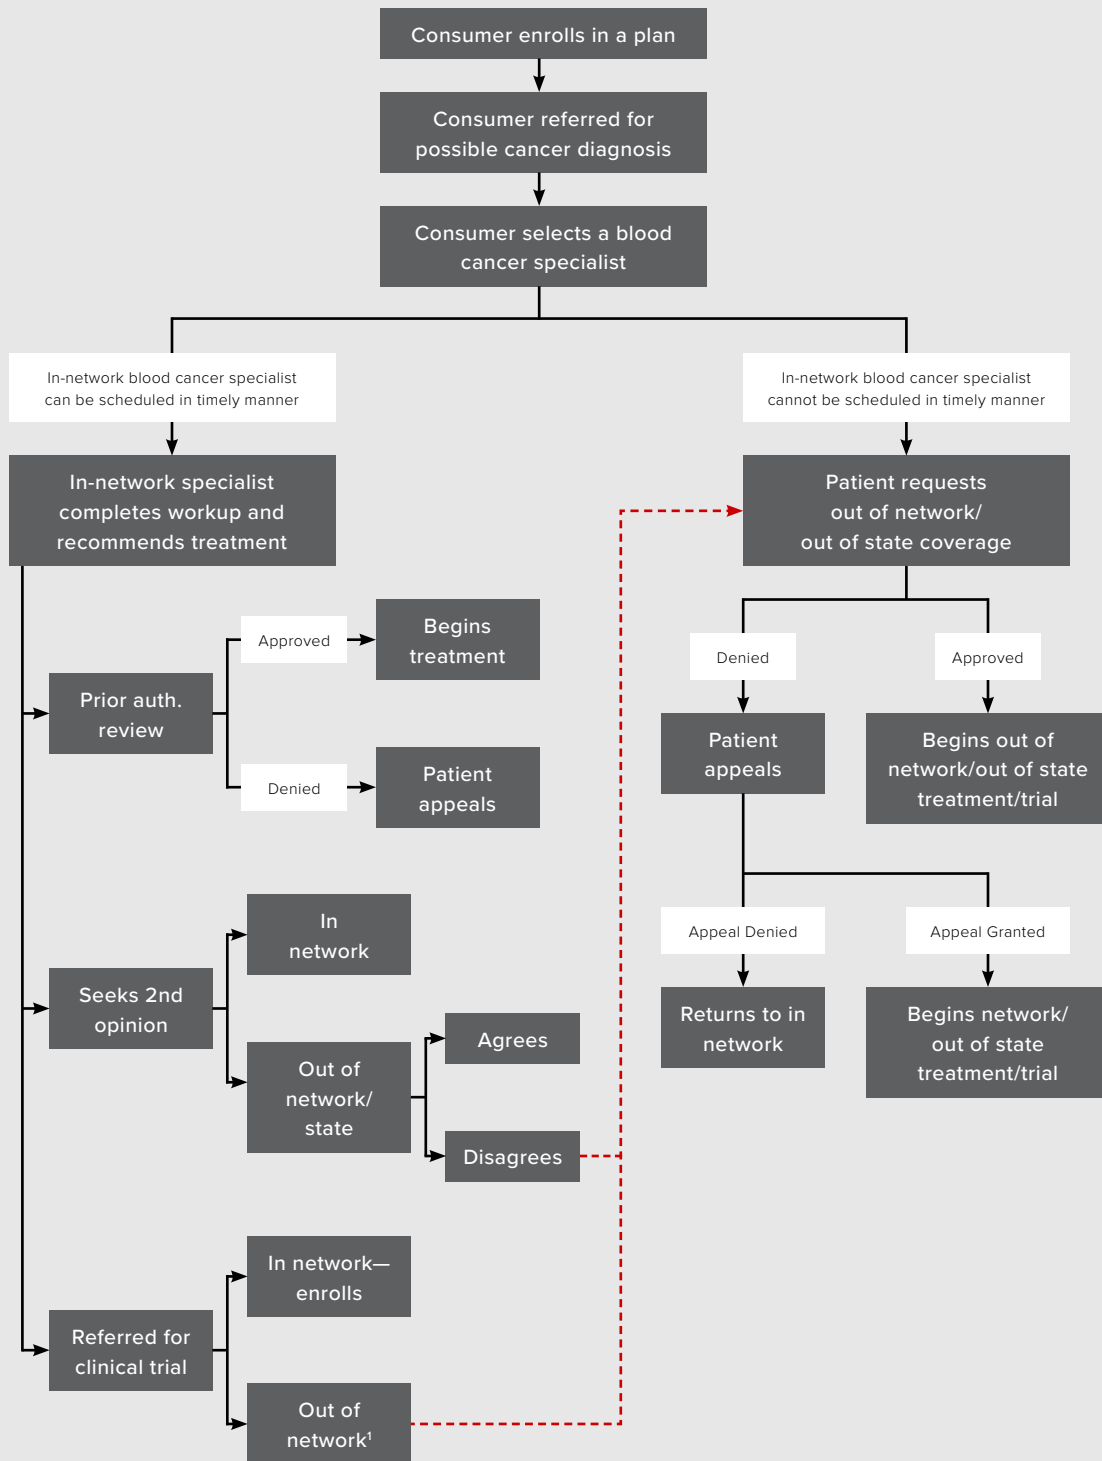 Consumer enrolls in a plan
Consumer referred for
possible cancer diagnosis
Consumer selects a blood
cancer specialist
In-network blood cancer specialist
can be scheduled in timely manner
In-network blood cancer specialist
cannot be scheduled in timely manner
In-network specialist
completes workup and
recommends treatment
Patient requests
out of network/
out of state coverage
Approved
Begins
treatment
Prior auth.
review
Denied
Patient
appeals
Denied
Approved
Patient
appeals
Begins out of
network/out of state
treatment/trial
In
network
Seeks 2nd
opinion
Out of
network/
state
Agrees
Disagrees
Appeal Denied
Appeal Granted
Returns to in
network
Begins network/
out of state
treatment/trial
In network—
enrolls
Referred for
clinical trial
Out of
network¹